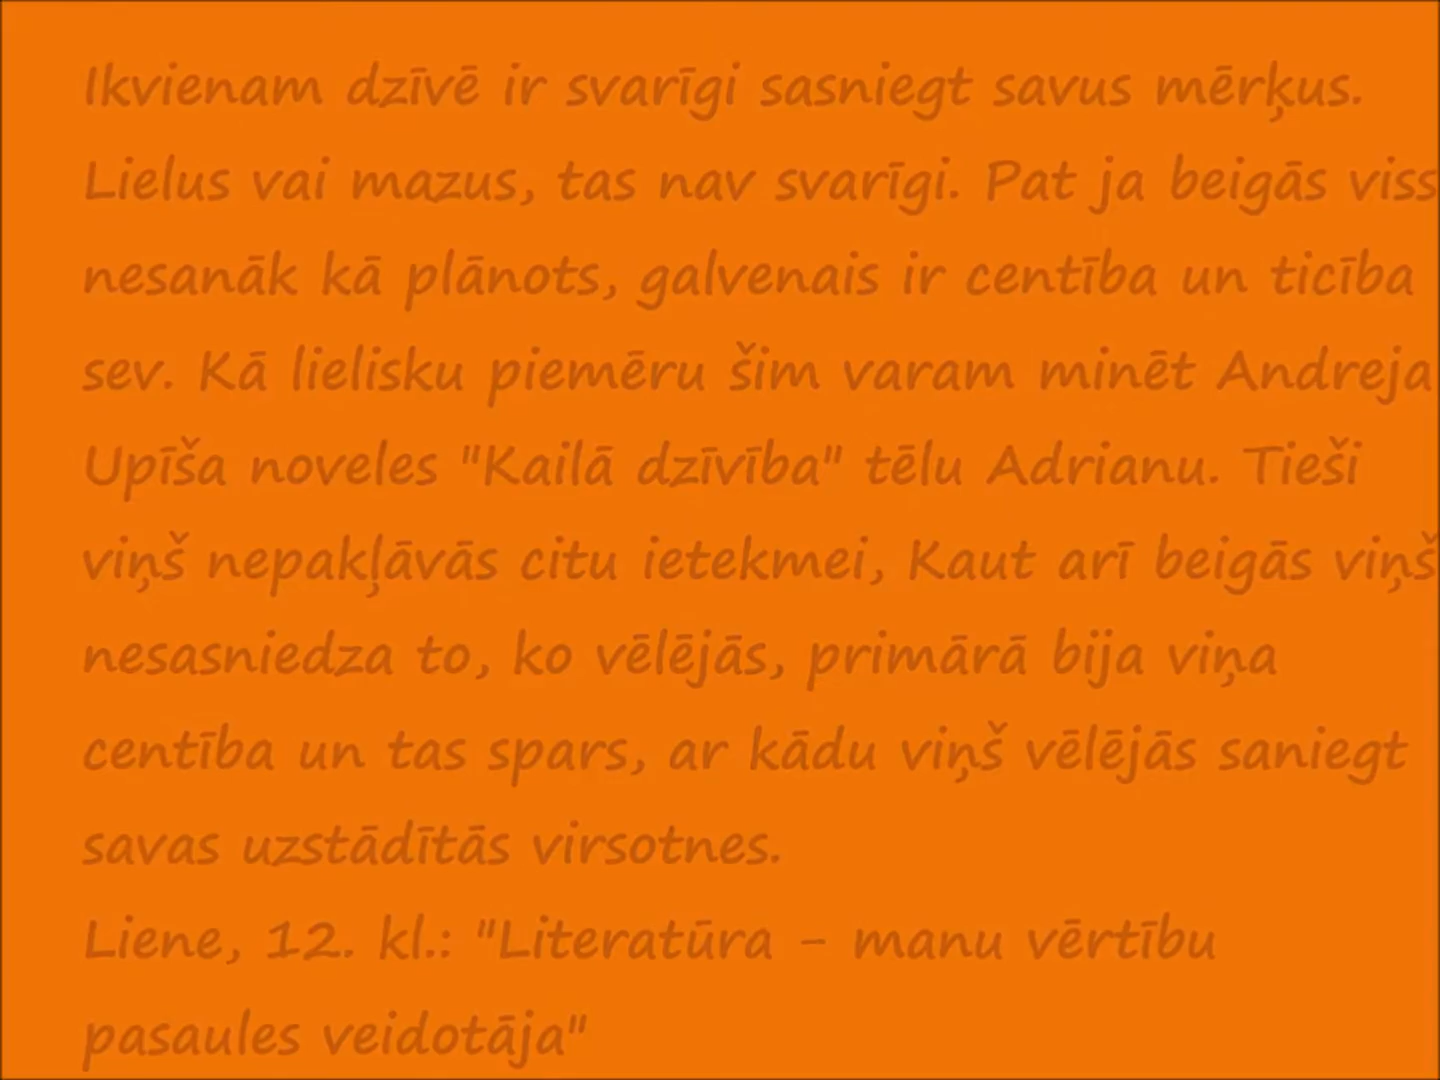 Ikvienam dzīvē ir svarīgi sasniegt savus mērķus.
Lielus vai mazus, tas nav svarīgi. Pat ja beigās viss
nesanāk kā plānots, galvenais ir centība un ticība
sev. Kā lielisku piemēru šim varam minēt Andreja
Upīša noveles "Kailā dzīvība" tēlu Adrianu. Tieši
viņš nepakļāvās citu ietekmei, Kaut arī beigās viņš
nesasniedza to, ko vēlējās, primārā bija viņa
centība un tas spars, ar kādu viņš vēlējās saniegt
savas uzstādītās virsotnes.
Liene, 12. kl.: "Literatūra - manu vērtību
pasaules veidotāja"